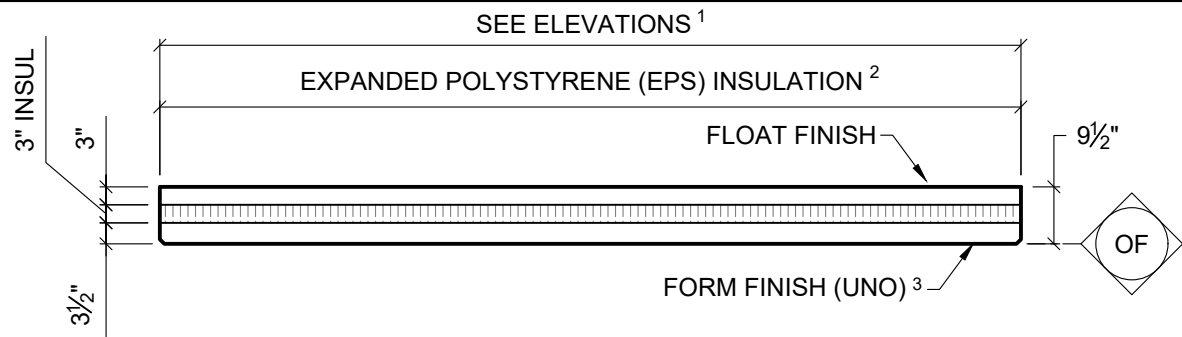 SEE ELEVATIONS 1
EXPANDED POLYSTYRENE (EPS) INSULATION 2
3" INSUL
3"
FLOAT FINISH
9½"
OF
FORM FINISH (UNO) 3
3½"